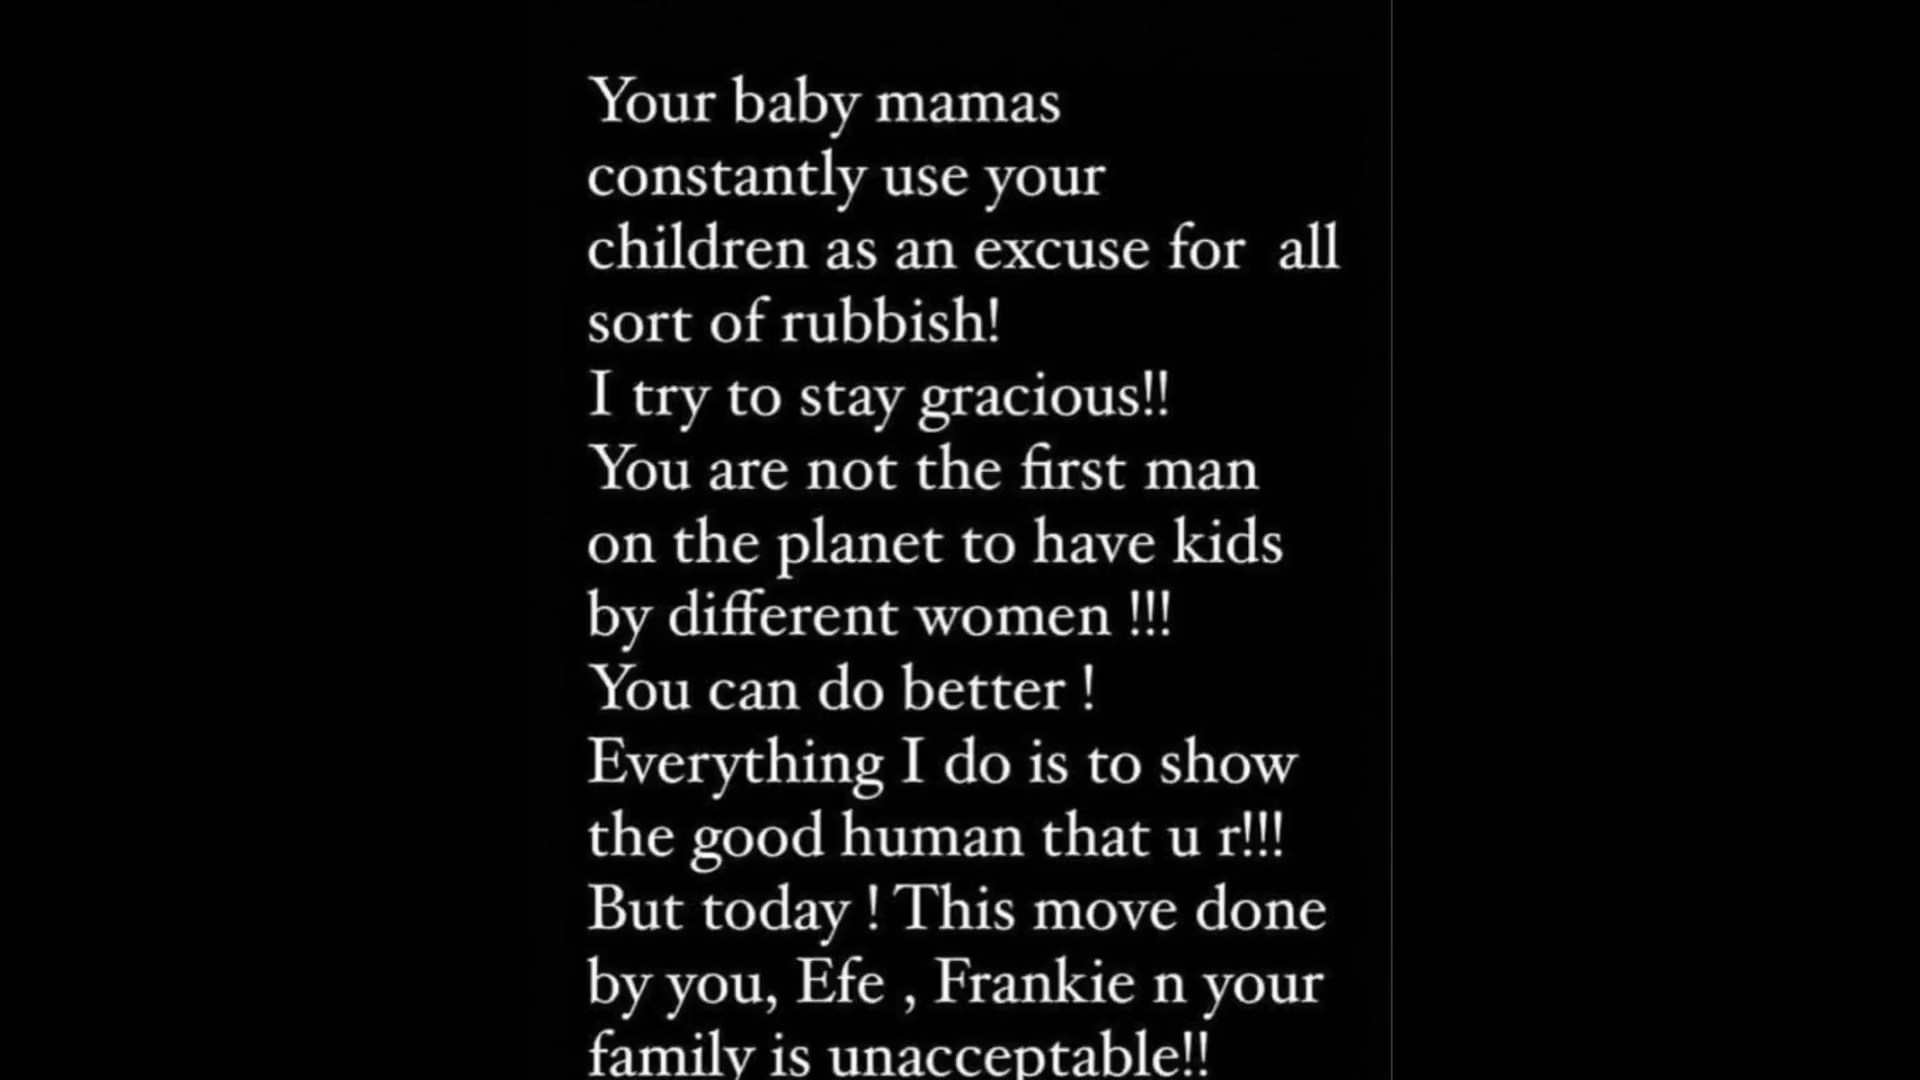 Your baby mamas
constantly use your
children as an excuse for  all
sort of rubbish!
I try to stay gracious!!
You are not the first man
on the planet to have kids
by different women !!!
You can do better !
Everything I do is to show
the good human that u r!!!
But today ! This move done
by you, Efe , Frankie n your
family is unacceptable!!